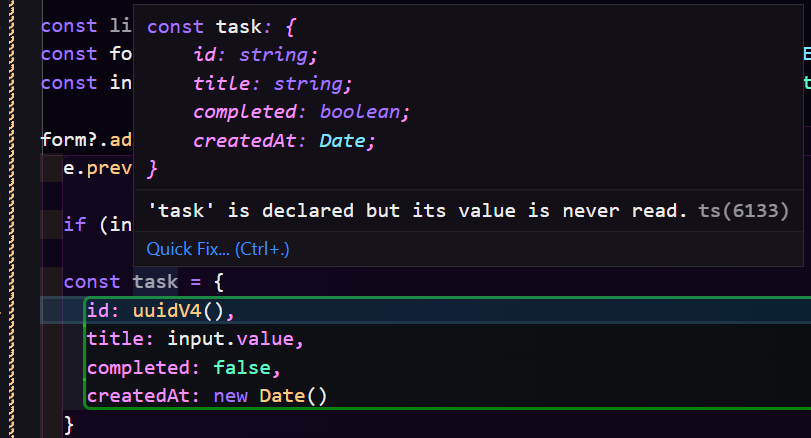 const li
const task: {
const fo
id: string;
E
const in
title: string;
t
completed: boolean;
form?.ad
createdAt: Date;
e.prev
}
'task' is declared but its value is never read. ts(6133)
if (in
Quick Fix... (Ctrl+.)
const task = {
id: uuidV4(),
title: input.value,
completed: false,
createdAt: new Date()
}